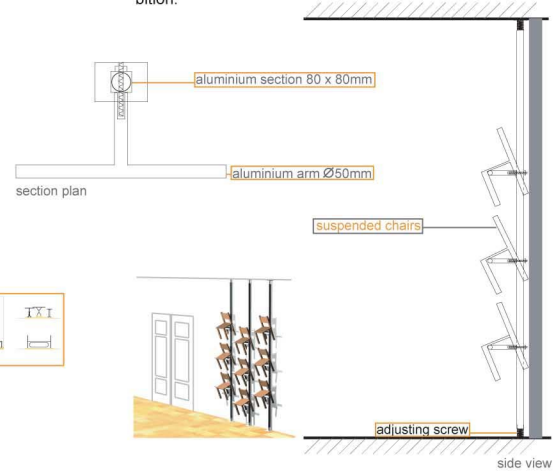 bition.
aluminium section 80 x 80mm
aluminium arm Ø50mm
section plan
suspended chairs
adjusting screw
side view